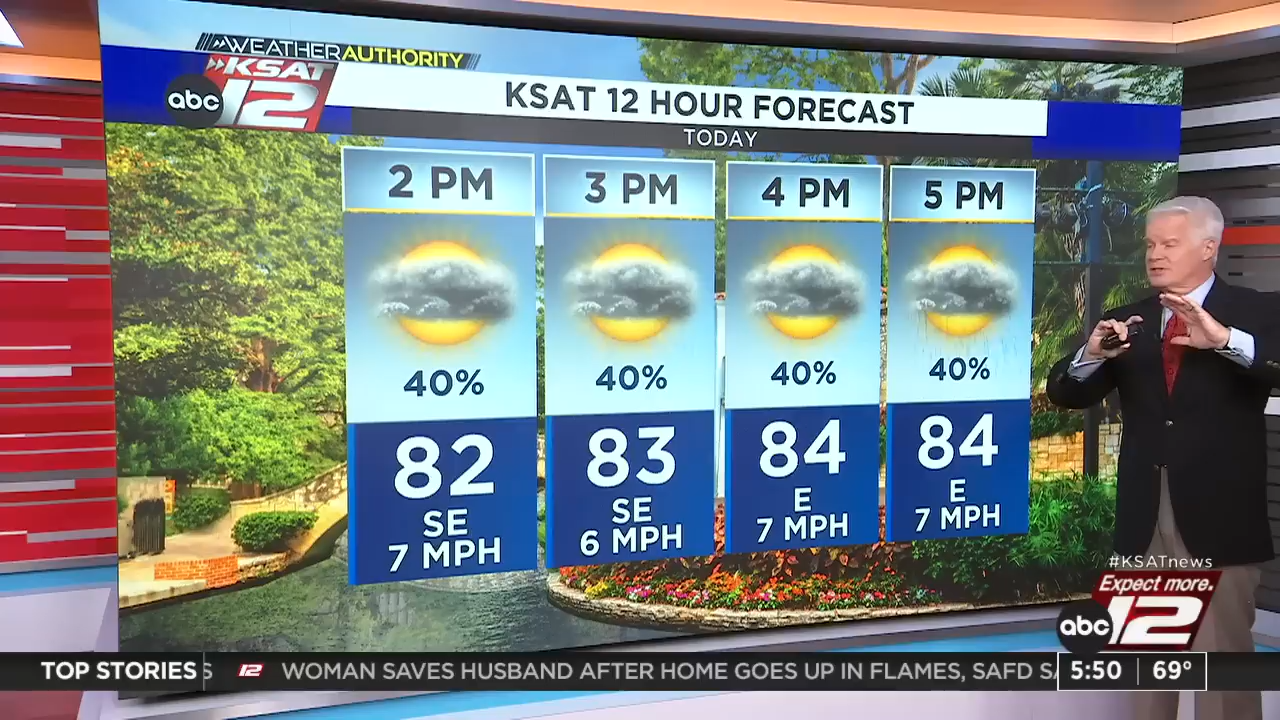 WEATHER AUTHORITY
KSAT
abc 12
KSAT 12 HOUR FORECAST
TODAY
2 PM
3 PM
4 PM
5 PM
40%
40%
40%
40%
82
83
84
84
SE
SE
E
E
7 MPH
6 MPH
7 MPH
7 MPH
#KSATnews
Expect more.
abc 12
TOP STORIES
12 WOMAN SAVES HUSBAND AFTER HOME GOES UP IN FLAMES, SAFD
5:50 69°